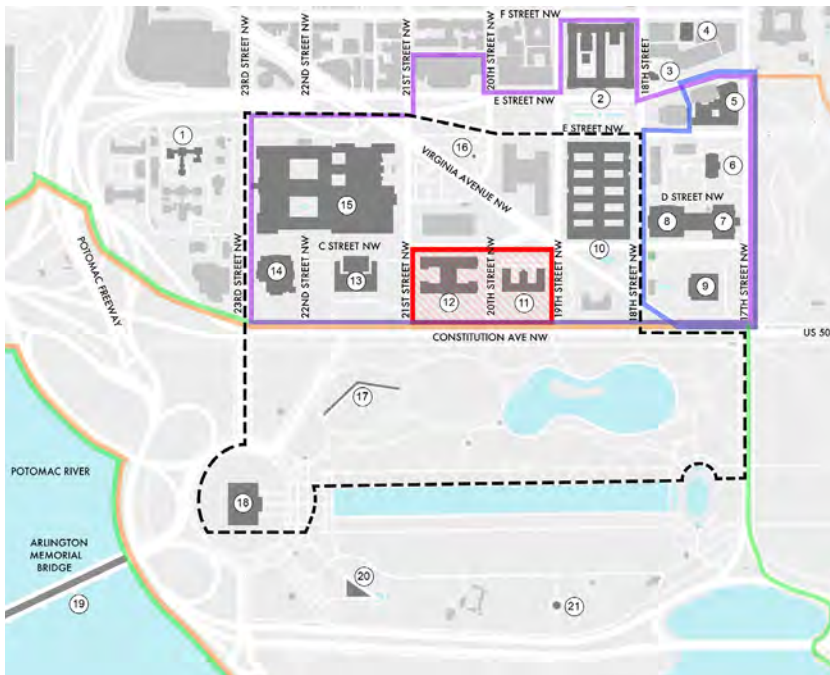 F STREET NW
23RD STREET NW
22ND STREET NW
21ST STREET NW
20TH STREET NW
18TH STREET
4
3
2
E STREET NW
5
1
E STREET NW
16
VIRGINIA AVENUE NW
6
15
D STREET NW
8
7
10
C STREET NW
14
13
12
11
9
23RD STREET NW
22ND STREET NW
21ST STREET NW
20TH STREET NW
19TH STREET NW
18TH STREET NW
17TH STREET NW
POTOMAC FREEWAY
CONSTITUTION AVE NW
US 50
17
POTOMAC RIVER
18
ARLINGTON
MEMORIAL
BRIDGE
19
20
21